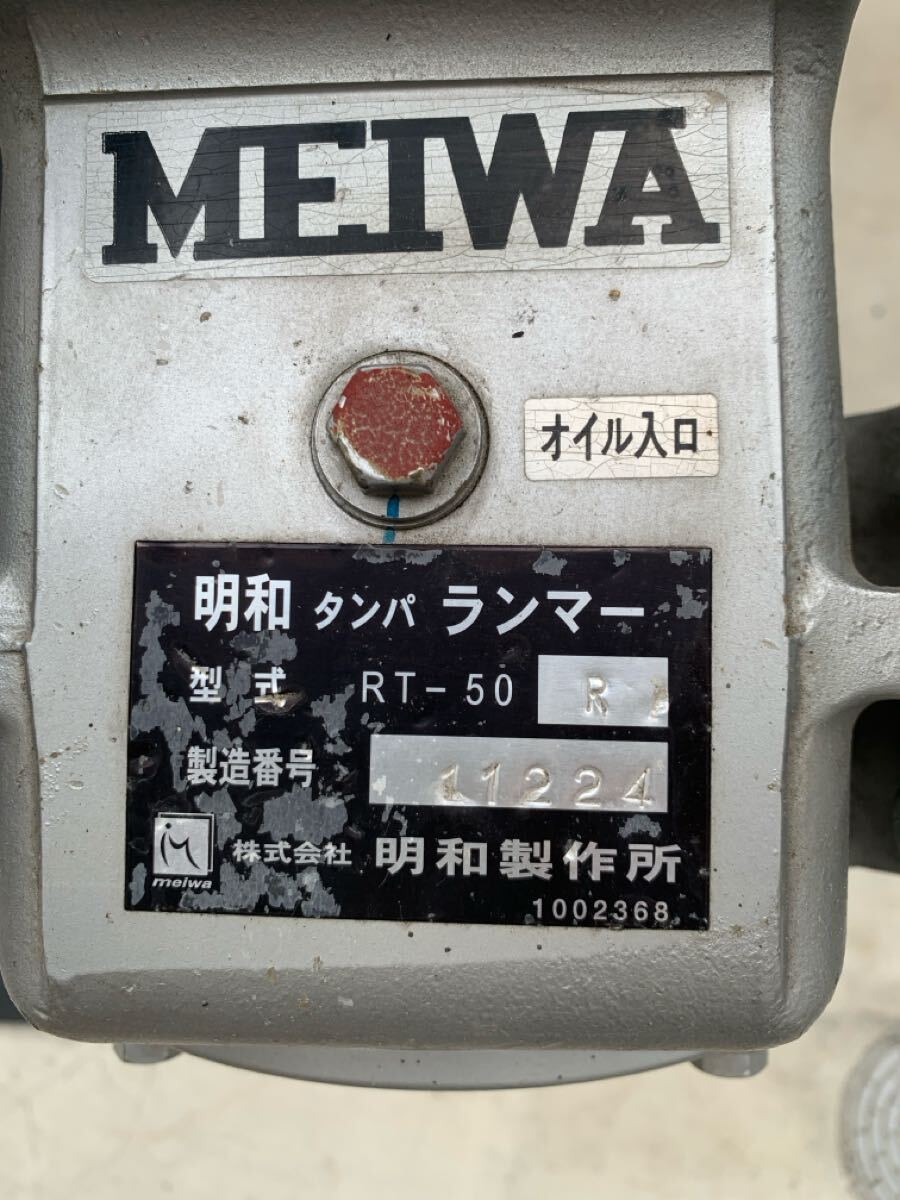 MEIWA
オイル入口
明和 タンパ ランマー
型式 RT-50 R
製造番号 11224
meiwa 株式会社 明和製作所
1002368